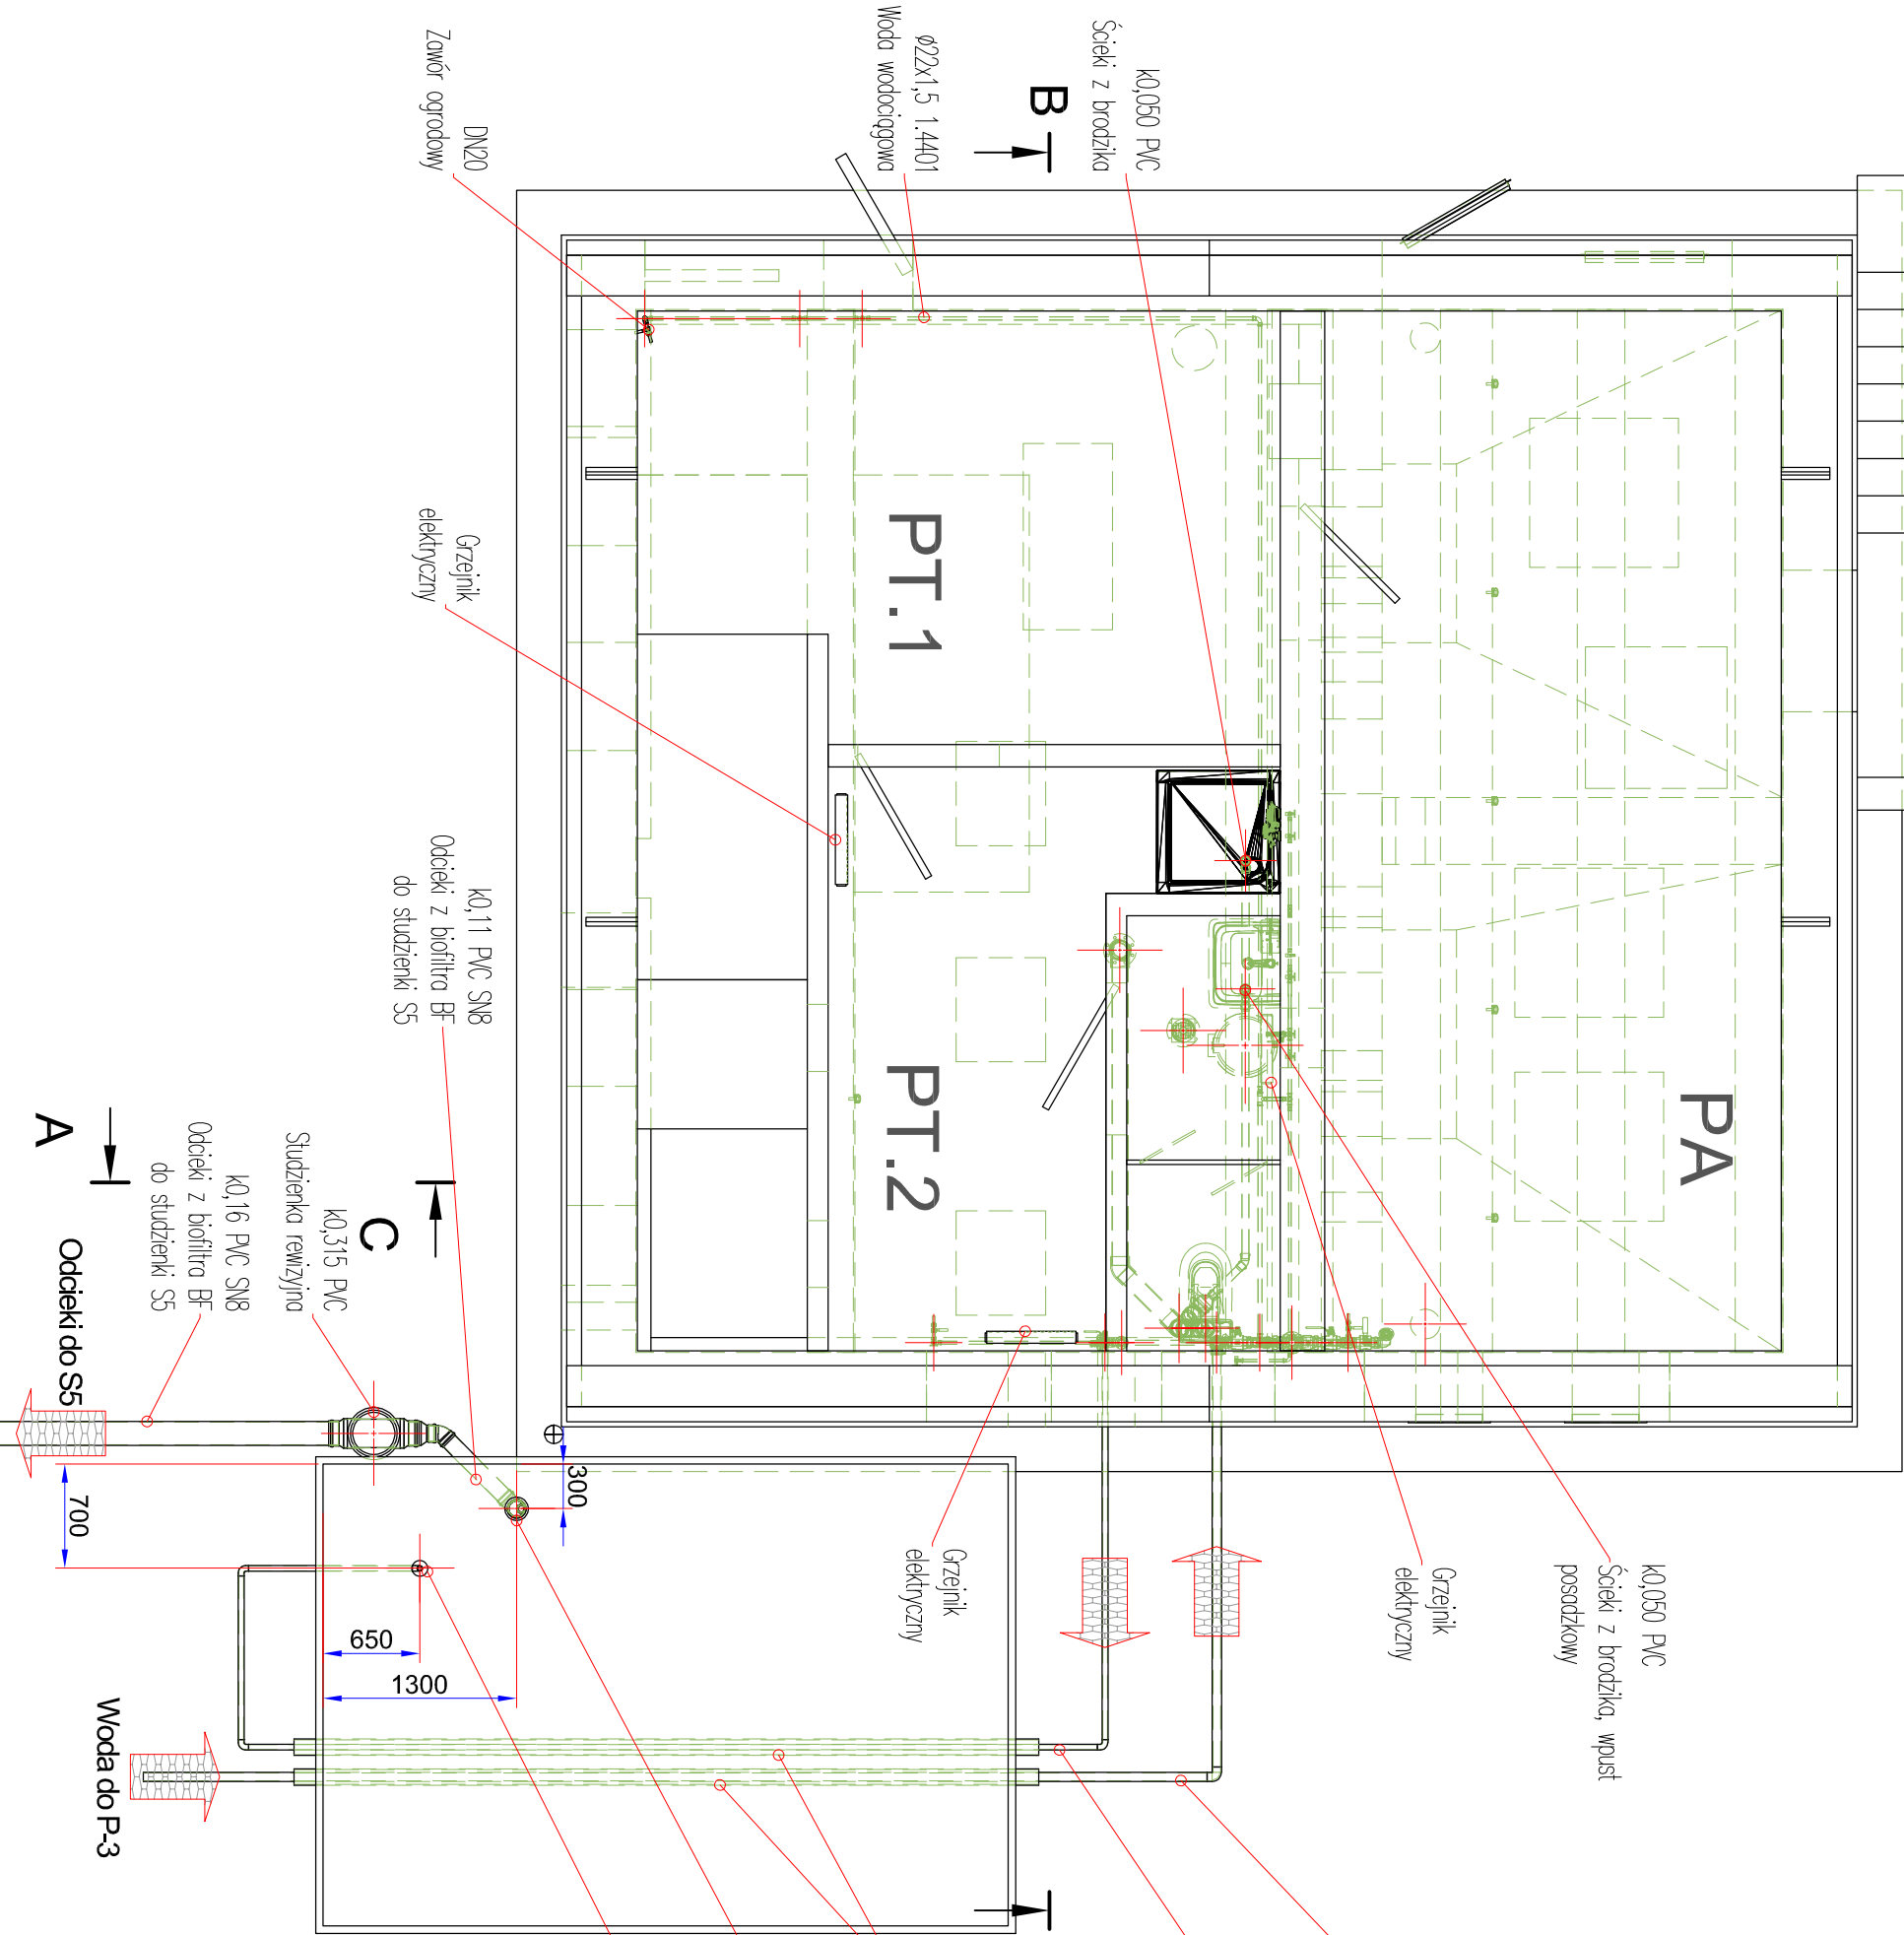 k0,050 PVC
Ścieki z brodzika
B
ø22x1,5 1.4401
Woda wodociągowa
DN20
Zawór ogrodowy
PT.1
Grzejnik
elektryczny
PA
PT.2
k0,11 PVC SN8
Odcieki z biofiltra BF
do studzienki S5
A
C
k0,315 PVC
Studzienka rewizyjna
k0,16 PVC SN8
Odcieki z biofiltra BF
do studzienki S5
Odcieki do S5
300
700
650
1300
Grzejnik
elektryczny
Grzejnik
elektryczny
k0,050 PVC
Ścieki z brodzika, wpust
posadzkowy
Woda do P-3